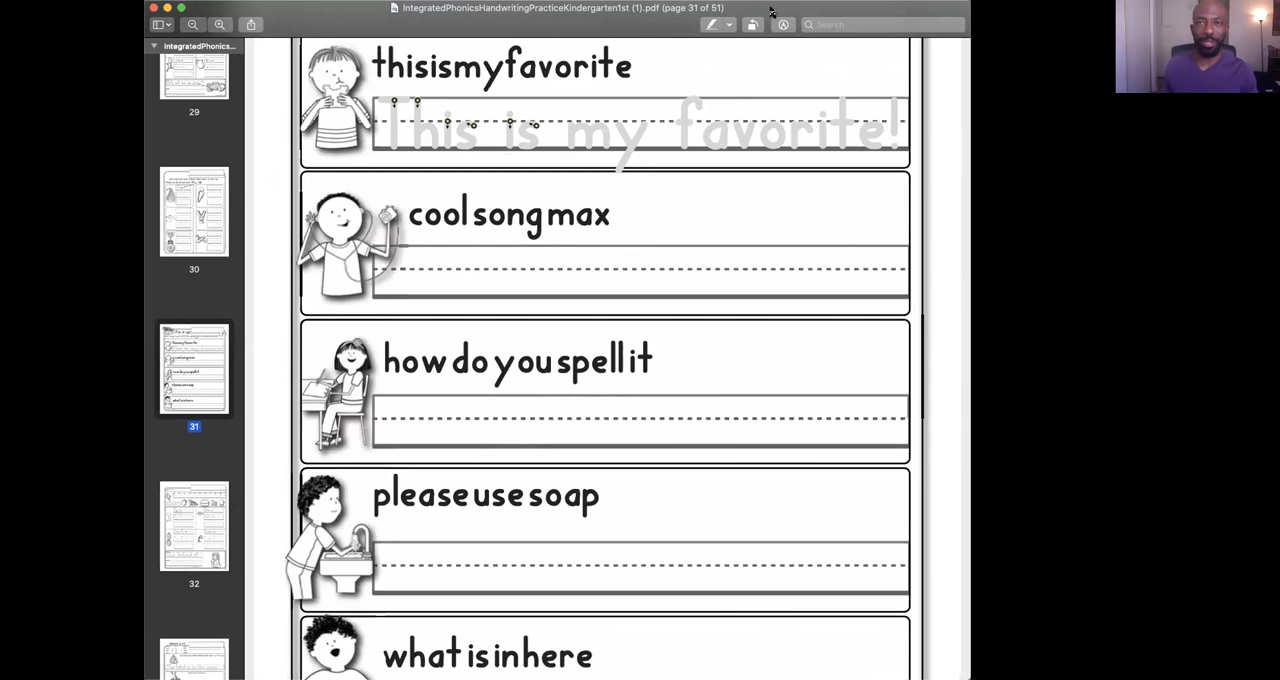 IntegratedPhonicsHandwritingPracticeKindergarten1st (1).pdf (page 31 of 51)
Search
IntegratedPhonics...
29
30
31
32
thisismyfavorite
This is my favorite!
coolsongmax
howdoyouspellit
pleaseusesoap
whatisinhere